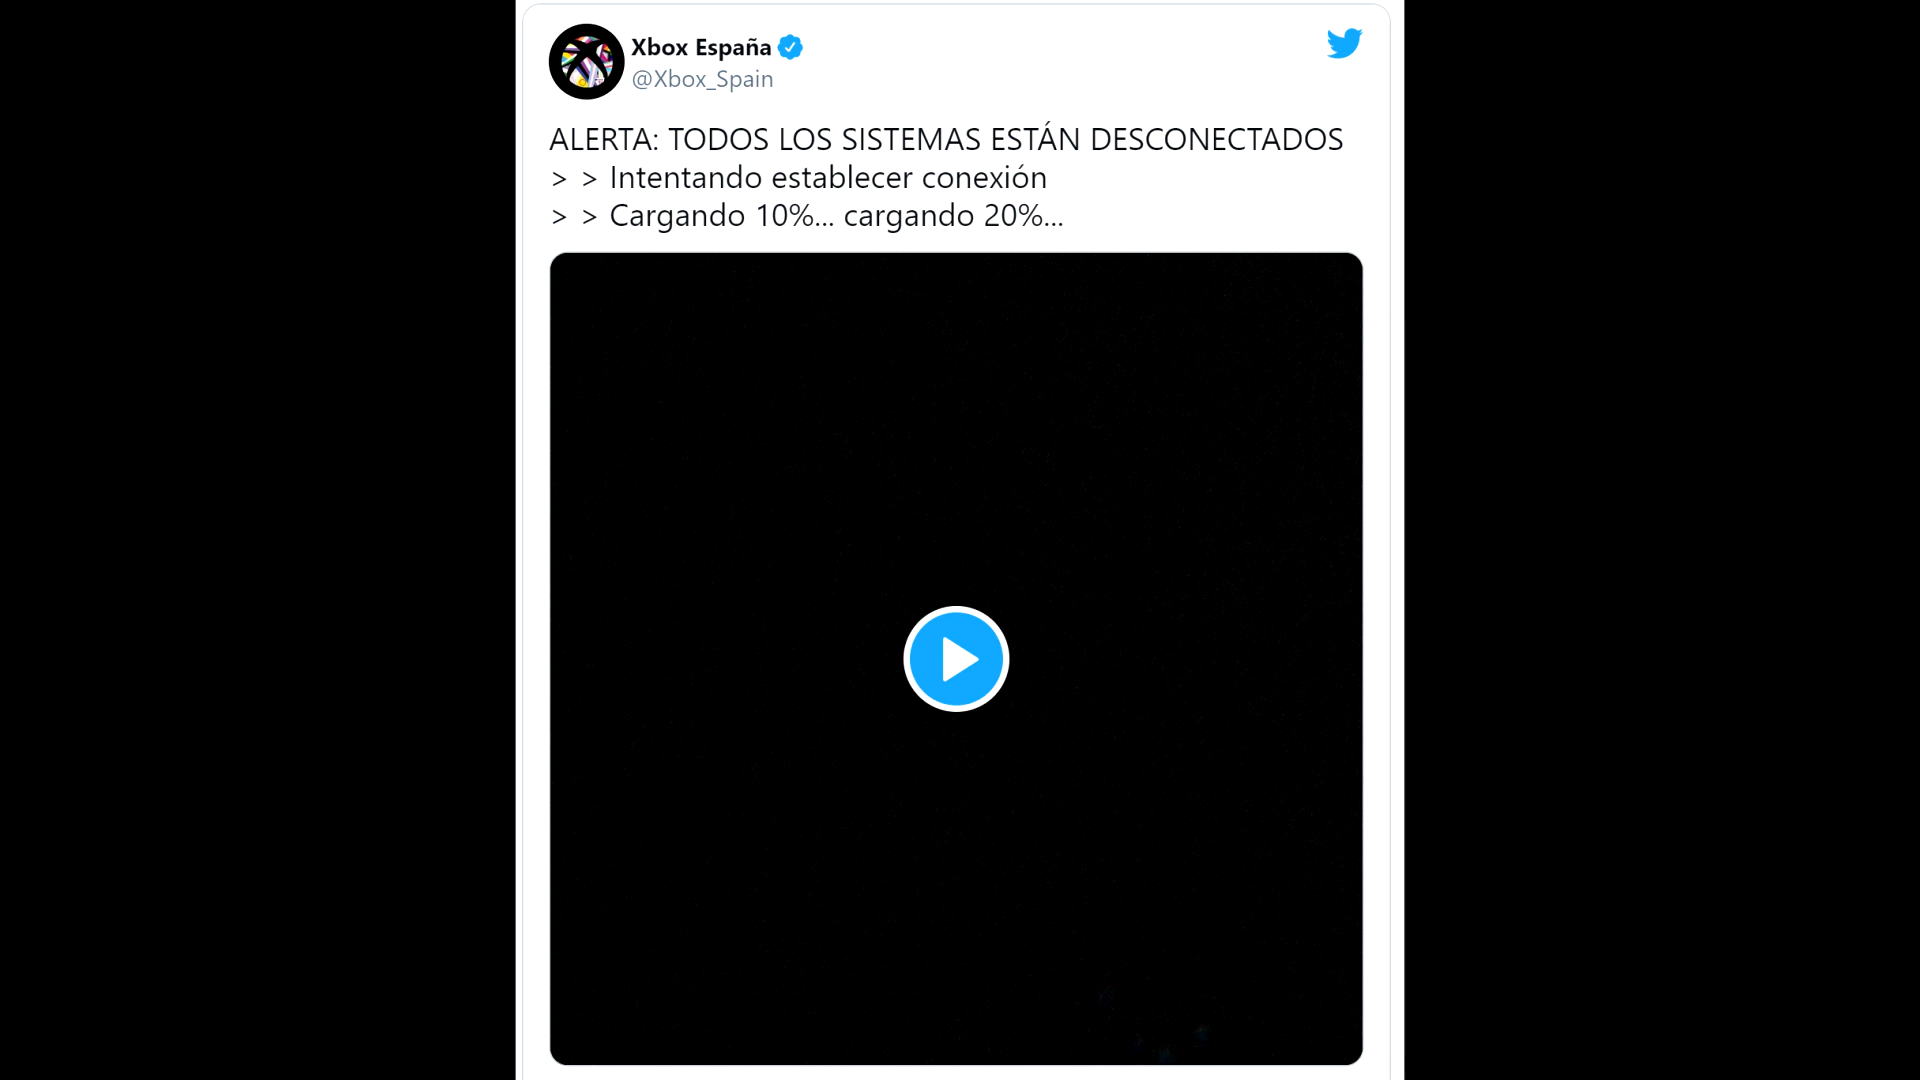 Xbox España
@Xbox_Spain
ALERTA: TODOS LOS SISTEMAS ESTÁN DESCONECTADOS
> > Intentando establecer conexión
> > Cargando 10%... cargando 20%...